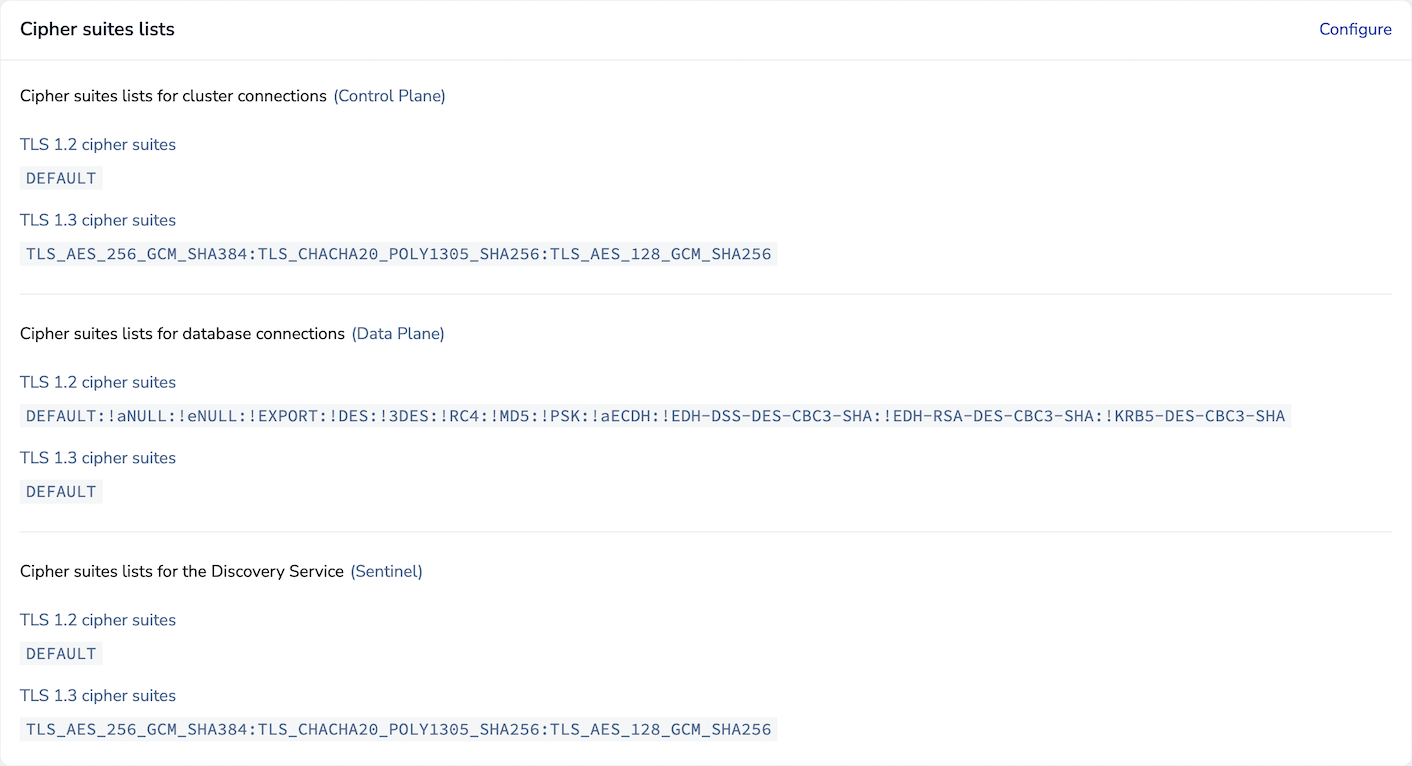 Cipher suites lists Configure
Cipher suites lists for cluster connections (Control Plane)
TLS 1.2 cipher suites
DEFAULT
TLS 1.3 cipher suites
TLS_AES_256_GCM_SHA384:TLS_CHACHA20_POLY1305_SHA256:TLS_AES_128_GCM_SHA256
Cipher suites lists for database connections (Data Plane)
TLS 1.2 cipher suites
DEFAULT:!aNULL:!eNULL:!EXPORT:!DES:!3DES:!RC4:!MD5:!PSK:!aECDH:!EDH-DSS-DES-CBC3-SHA:!EDH-RSA-DES-CBC3-SHA:!KRB5-DES-CBC3-SHA
TLS 1.3 cipher suites
DEFAULT
Cipher suites lists for the Discovery Service (Sentinel)
TLS 1.2 cipher suites
DEFAULT
TLS 1.3 cipher suites
TLS_AES_256_GCM_SHA384:TLS_CHACHA20_POLY1305_SHA256:TLS_AES_128_GCM_SHA256